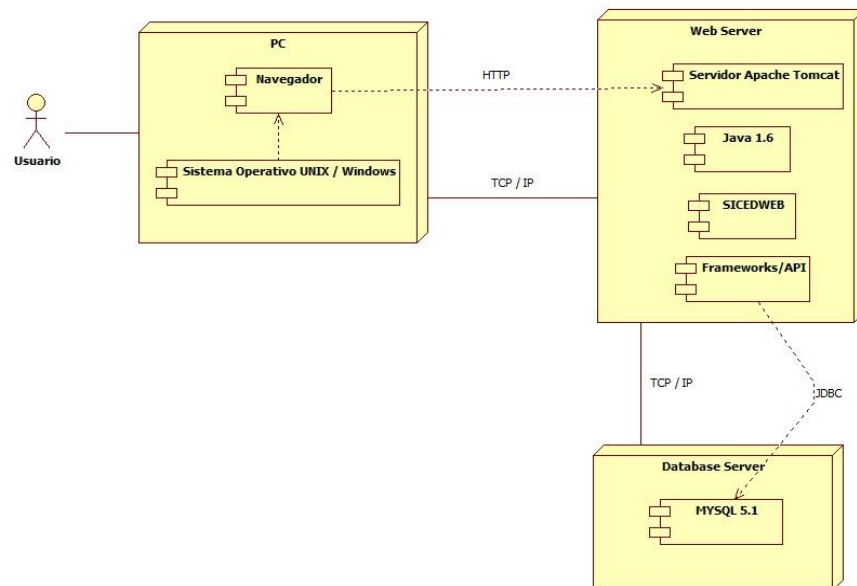 PC
Navegador
Sistema Operativo UNIX / Windows
Usuario
HTTP
TCP / IP
Web Server
Servidor Apache Tomcat
Java 1.6
SICEDWEB
Frameworks/API
TCP / IP
JDBC
Database Server
MYSQL 5.1